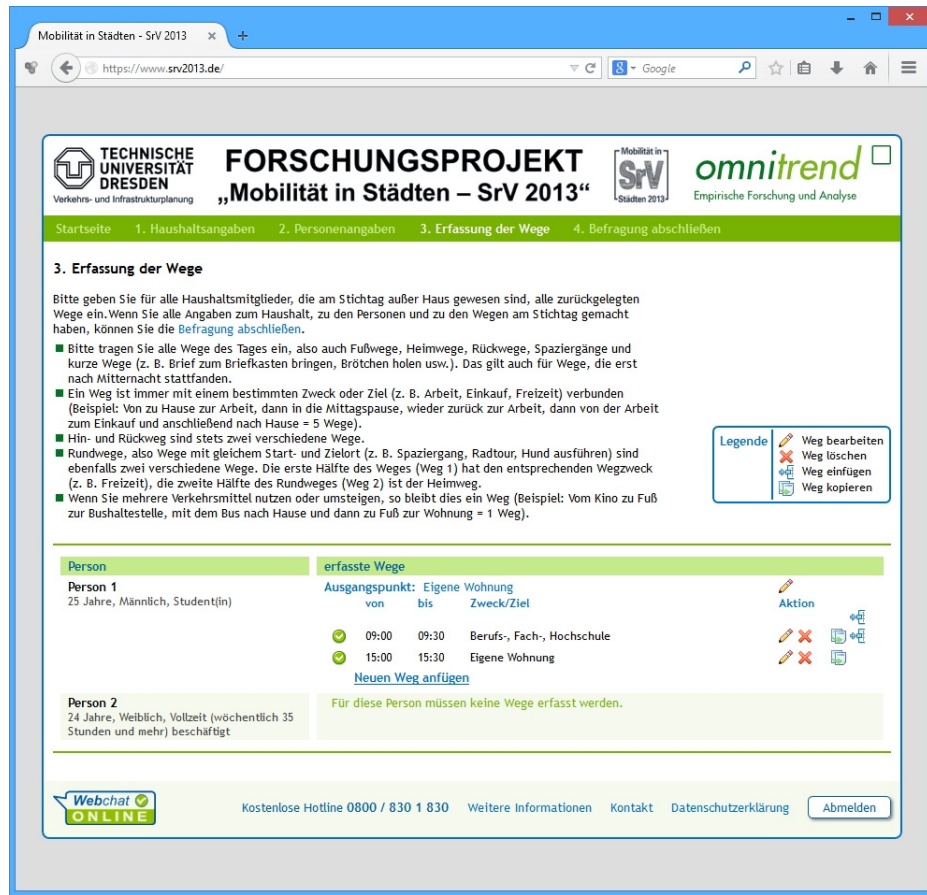 Mobilität in Städten - SrV 2013
https://www.srv2013.de/
Google
TECHNISCHE
UNIVERSITÄT
DRESDEN
Verkehrs- und Infrastrukturplanung
FORSCHUNGSPROJEKT
„Mobilität in Städten – SrV 2013“
Mobilität in
SrV
Städten 2013
omnitrend
Empirische Forschung und Analyse
Startseite 1. Haushaltsangaben 2. Personenangaben 3. Erfassung der Wege 4. Befragung abschließen
3. Erfassung der Wege
Bitte geben Sie für alle Haushaltsmitglieder, die am Stichtag außer Haus gewesen sind, alle zurückgelegten
Wege ein.Wenn Sie alle Angaben zum Haushalt, zu den Personen und zu den Wegen am Stichtag gemacht
haben, können Sie die Befragung abschließen.
Bitte tragen Sie alle Wege des Tages ein, also auch Fußwege, Heimwege, Rückwege, Spaziergänge und
kurze Wege (z. B. Brief zum Briefkasten bringen, Brötchen holen usw.). Das gilt auch für Wege, die erst
nach Mitternacht stattfanden.
Ein Weg ist immer mit einem bestimmten Zweck oder Ziel (z. B. Arbeit, Einkauf, Freizeit) verbunden
(Beispiel: Von zu Hause zur Arbeit, dann in die Mittagspause, wieder zurück zur Arbeit, dann von der Arbeit
zum Einkauf und anschließend nach Hause = 5 Wege).
Hin- und Rückweg sind stets zwei verschiedene Wege.
Rundwege, also Wege mit gleichem Start- und Zielort (z. B. Spaziergang, Radtour, Hund ausführen) sind
ebenfalls zwei verschiedene Wege. Die erste Hälfte des Weges (Weg 1) hat den entsprechenden Wegzweck
(z. B. Freizeit), die zweite Hälfte des Rundweges (Weg 2) ist der Heimweg.
Wenn Sie mehrere Verkehrsmittel nutzen oder umsteigen, so bleibt dies ein Weg (Beispiel: Vom Kino zu Fuß
zur Bushaltestelle, mit dem Bus nach Hause und dann zu Fuß zur Wohnung = 1 Weg).
Legende Weg bearbeiten
Weg löschen
Weg einfügen
Weg kopieren
Person erfasste Wege
Person 1 Ausgangspunkt: Eigene Wohnung
25 Jahre, Männlich, Student(in)
von bis Zweck/Ziel Aktion
09:00 09:30 Berufs-, Fach-, Hochschule
15:00 15:30 Eigene Wohnung
Neuen Weg anfügen
Person 2 Für diese Person müssen keine Wege erfasst werden.
24 Jahre, Weiblich, Vollzeit (wöchentlich 35
Stunden und mehr) beschäftigt
Webchat
ONLINE
Kostenlose Hotline 0800 / 830 1 830 Weitere Informationen Kontakt Datenschutzerklärung Abmelden